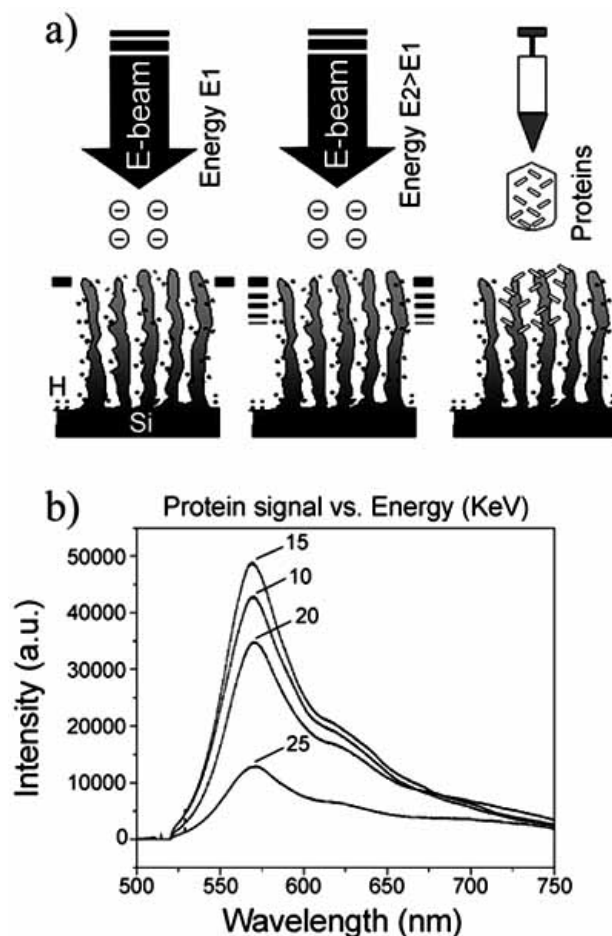 a)
E-beam
Energy E1
E-beam
Energy E2>E1
Proteins
H
Si
b)
Protein signal vs. Energy (KeV)
15
10
20
25
50000
40000
30000
20000
10000
0
Intensity (a.u.)
500 550 600 650 700 750
Wavelength (nm)